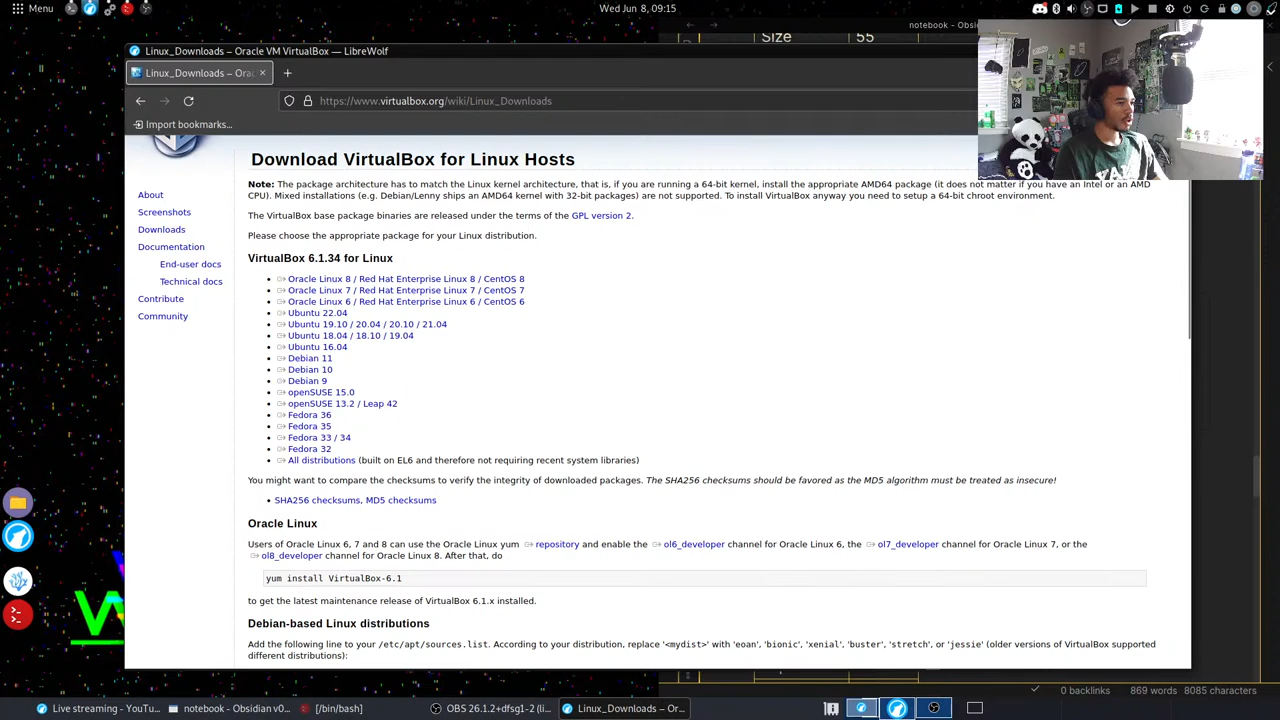 Menu
Wed Jun 8, 09:15
notebook - Obsid
Size 55
Linux_Downloads – Oracle VM VirtualBox — LibreWolf
Linux_Downloads – Orac
https://www.virtualbox.org/wiki/Linux_Downloads
Import bookmarks...
Download VirtualBox for Linux Hosts
Note: The package architecture has to match the Linux kernel architecture, that is, if you are running a 64-bit kernel, install the appropriate AMD64 package (it does not matter if you have an Intel or an AMD
CPU). Mixed installations (e.g. Debian/Lenny ships an AMD64 kernel with 32-bit packages) are not supported. To install VirtualBox anyway you need to setup a 64-bit chroot environment.
The VirtualBox base package binaries are released under the terms of the GPL version 2.
Please choose the appropriate package for your Linux distribution.
About
Screenshots
Downloads
Documentation
End-user docs
Technical docs
Contribute
Community
VirtualBox 6.1.34 for Linux
Oracle Linux 8 / Red Hat Enterprise Linux 8 / CentOS 8
Oracle Linux 7 / Red Hat Enterprise Linux 7 / CentOS 7
Oracle Linux 6 / Red Hat Enterprise Linux 6 / CentOS 6
Ubuntu 22.04
Ubuntu 19.10 / 20.04 / 20.10 / 21.04
Ubuntu 18.04 / 18.10 / 19.04
Ubuntu 16.04
Debian 11
Debian 10
Debian 9
openSUSE 15.0
openSUSE 13.2 / Leap 42
Fedora 36
Fedora 35
Fedora 33 / 34
Fedora 32
All distributions (built on EL6 and therefore not requiring recent system libraries)
You might want to compare the checksums to verify the integrity of downloaded packages. The SHA256 checksums should be favored as the MD5 algorithm must be treated as insecure!
SHA256 checksums, MD5 checksums
Oracle Linux
Users of Oracle Linux 6, 7 and 8 can use the Oracle Linux yum repository and enable the ol6_developer channel for Oracle Linux 6, the ol7_developer channel for Oracle Linux 7, or the
ol8_developer channel for Oracle Linux 8. After that, do
yum install VirtualBox-6.1
to get the latest maintenance release of VirtualBox 6.1.x installed.
Debian-based Linux distributions
Add the following line to your /etc/apt/sources.list. According to your distribution, replace '<mydist>' with 'eoan', 'bionic', 'xenial', 'buster', 'stretch', or 'jessie' (older versions of VirtualBox supported
different distributions):
0 backlinks 869 words 8085 characters
Live streaming - YouTu...
notebook - Obsidian v0...
[/bin/bash]
OBS 26.1.2+dfsg1-2 (li...
Linux_Downloads – Or...